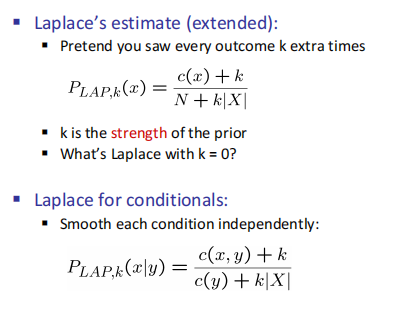 ▪ Laplace's estimate (extended):
▪ Pretend you saw every outcome k extra times
P_{LAP,k}(x) = \frac{c(x) + k}{N + k|X|}
▪ k is the strength of the prior
▪ What's Laplace with k = 0?
▪ Laplace for conditionals:
▪ Smooth each condition independently:
P_{LAP,k}(x|y) = \frac{c(x, y) + k}{c(y) + k|X|}